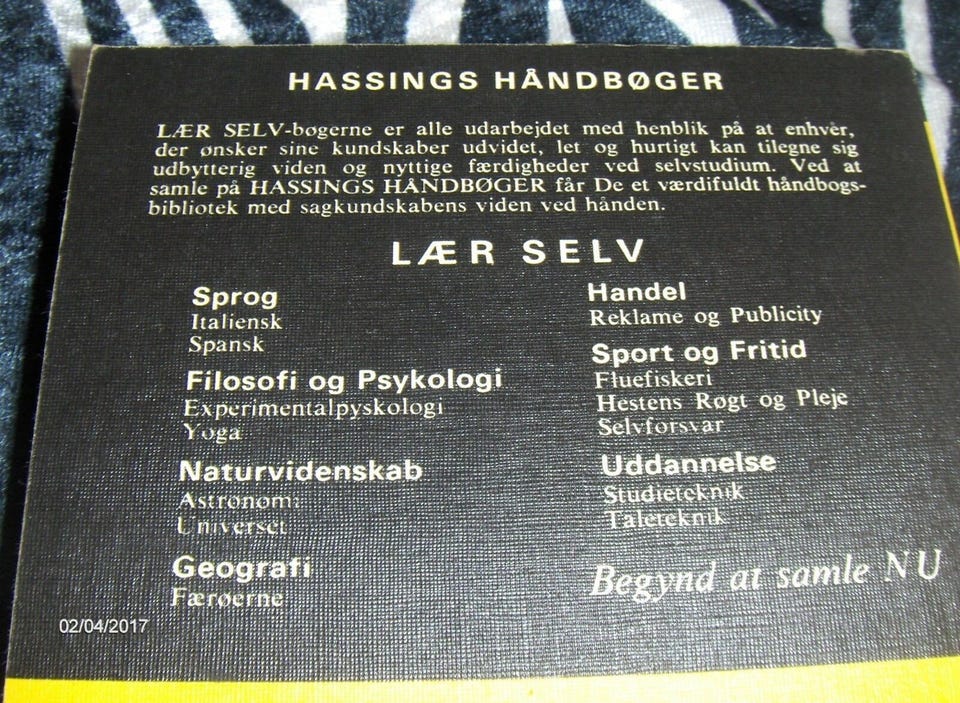 HASSINGS HÅNDBØGER
LÆR SELV-bøgerne er alle udarbejdet med henblik på at enhver,
der ønsker sine kundskaber udvidet, let og hurtigt kan tilegne sig
udbytterig viden og nyttige færdigheder ved selvstudium. Ved at
samle på HASSINGS HÅNDBØGER får De et værdifuldt håndbogs-
bibliotek med sagkundskabens viden ved hånden.
LÆR SELV
Sprog
Italiensk
Spansk
Filosofi og Psykologi
Experimentalpyskologi
Yoga
Naturvidenskab
Astronomi
Universet
Geografi
Færøerne
Handel
Reklame og Publicity
Sport og Fritid
Fluefiskeri
Hestens Røgt og Pleje
Selvforsvar
Uddannelse
Studieteknik
Taleteknik
Begynd at samle NU
02/04/2017